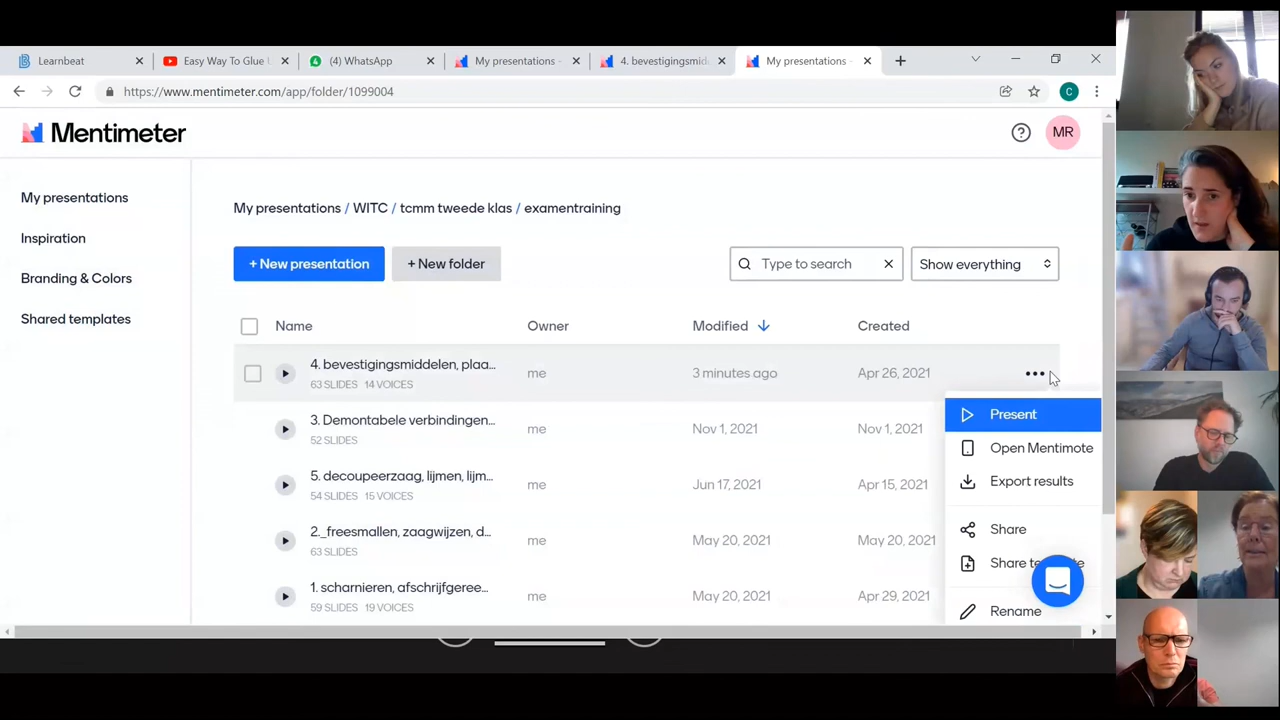 Learnbeat
Easy Way To Glue
(4) WhatsApp
My presentations -
4. bevestigingsmid
My presentations -
https://www.mentimeter.com/app/folder/1099004
C
Mentimeter
MR
My presentations
Inspiration
Branding & Colors
Shared templates
My presentations / WITC / tcmm tweede klas / examentraining
+ New presentation
+ New folder
Type to search
Show everything
Name
Owner
Modified
Created
4. bevestigingsmiddelen, plaa...
63 SLIDES 14 VOICES
me
3 minutes ago
Apr 26, 2021
3. Demontabele verbindingen...
52 SLIDES
me
Nov 1, 2021
Nov 1, 2021
5. decoupeerzaag, lijmen, lijm...
54 SLIDES 15 VOICES
me
Jun 17, 2021
Apr 15, 2021
2._freesmallen, zaagwijzen, d...
63 SLIDES
me
May 20, 2021
May 20, 2021
1. scharnieren, afschrijfgeree...
59 SLIDES 19 VOICES
me
May 20, 2021
Apr 29, 2021
Present
Open Mentimote
Export results
Share
Share te
Rename